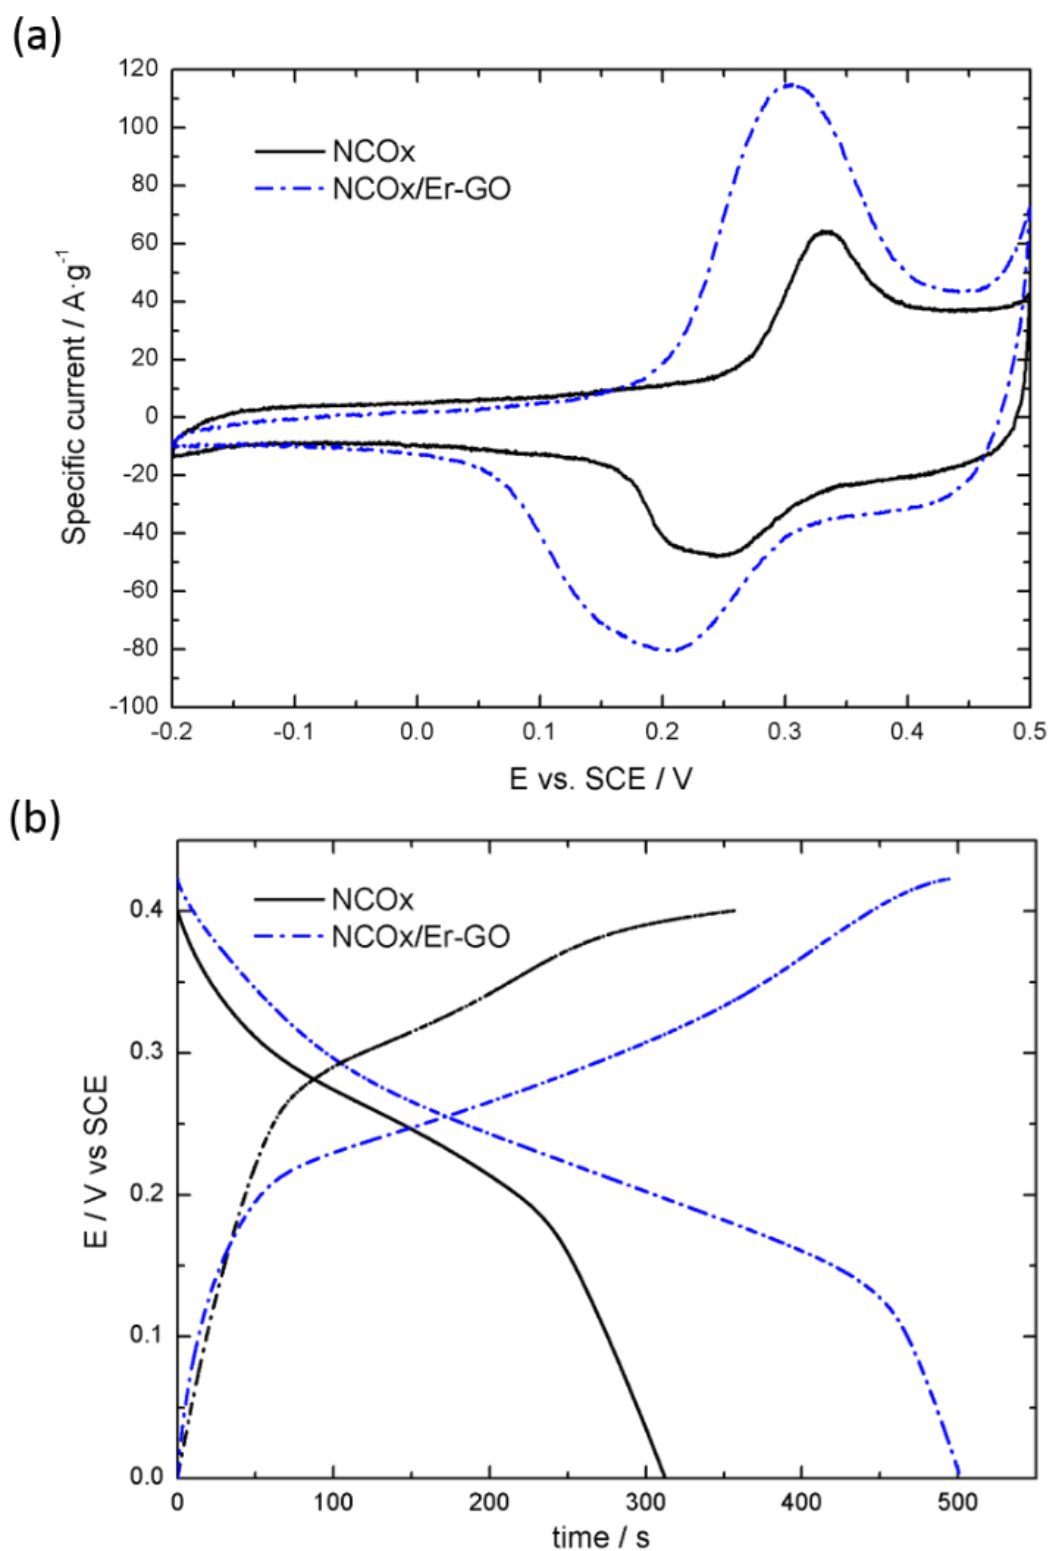 (a)
120
100
80
60
40
20
0
-20
-40
-60
-80
-100
Specific current / A·g⁻¹
NCOx
NCOx/Er-GO
-0.2 -0.1 0.0 0.1 0.2 0.3 0.4 0.5
E vs. SCE / V
(b)
0.4
0.3
0.2
0.1
0.0
E / V vs SCE
NCOx
NCOx/Er-GO
0 100 200 300 400 500
time / s